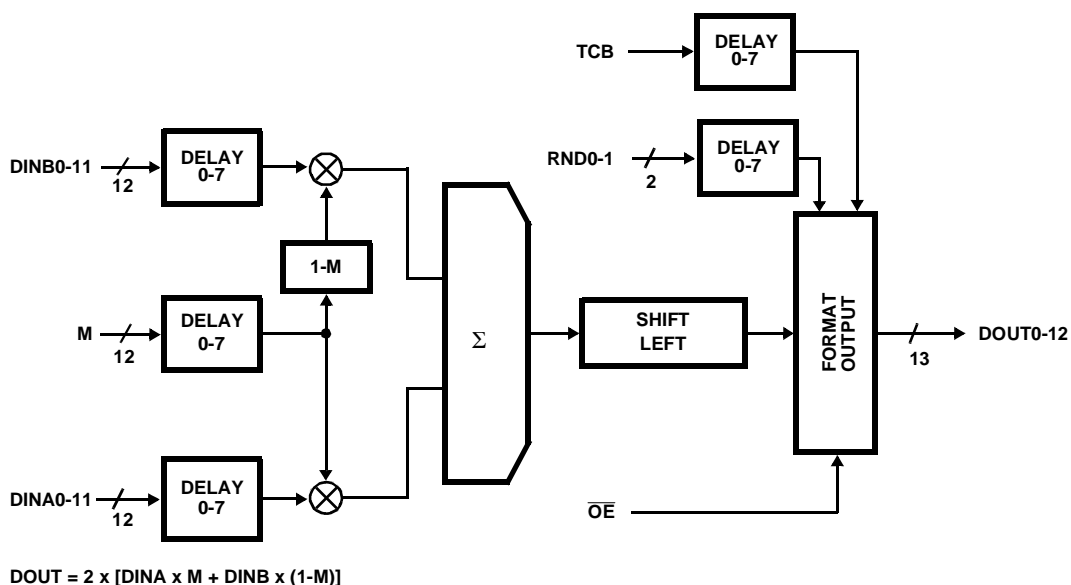 TCB
DELAY
0-7
RND0-1
2
DELAY
0-7
DINB0-11
12
DELAY
0-7
1-M
M
12
DELAY
0-7
Σ
SHIFT
LEFT
FORMAT
OUTPUT
13
DOUT0-12
DINA0-11
12
DELAY
0-7
O̅E̅
DOUT = 2 x [DINA x M + DINB x (1-M)]